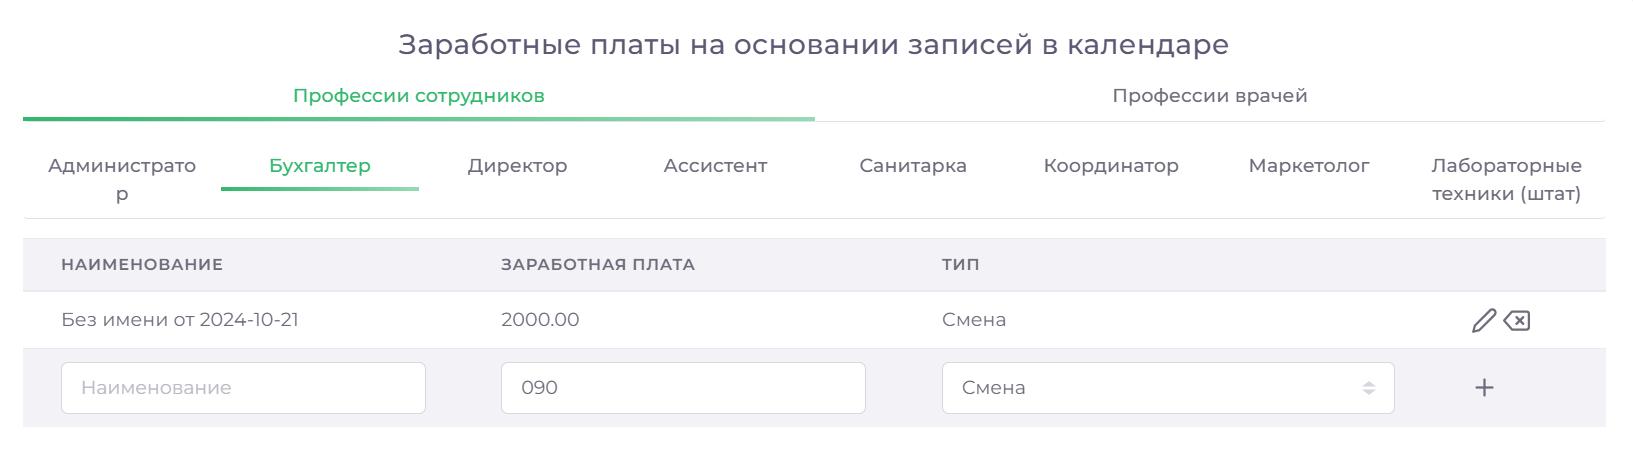 Заработные платы на основании записей в календаре
Профессии сотрудников Профессии врачей
Администрато
р
Бухгалтер
Директор
Ассистент
Санитарка
Координатор
Маркетолог
Лабораторные
техники (штат)
НАИМЕНОВАНИЕ ЗАРАБОТНАЯ ПЛАТА ТИП
Без имени от 2024-10-21 2000.00 Смена
Наименование 090 Смена